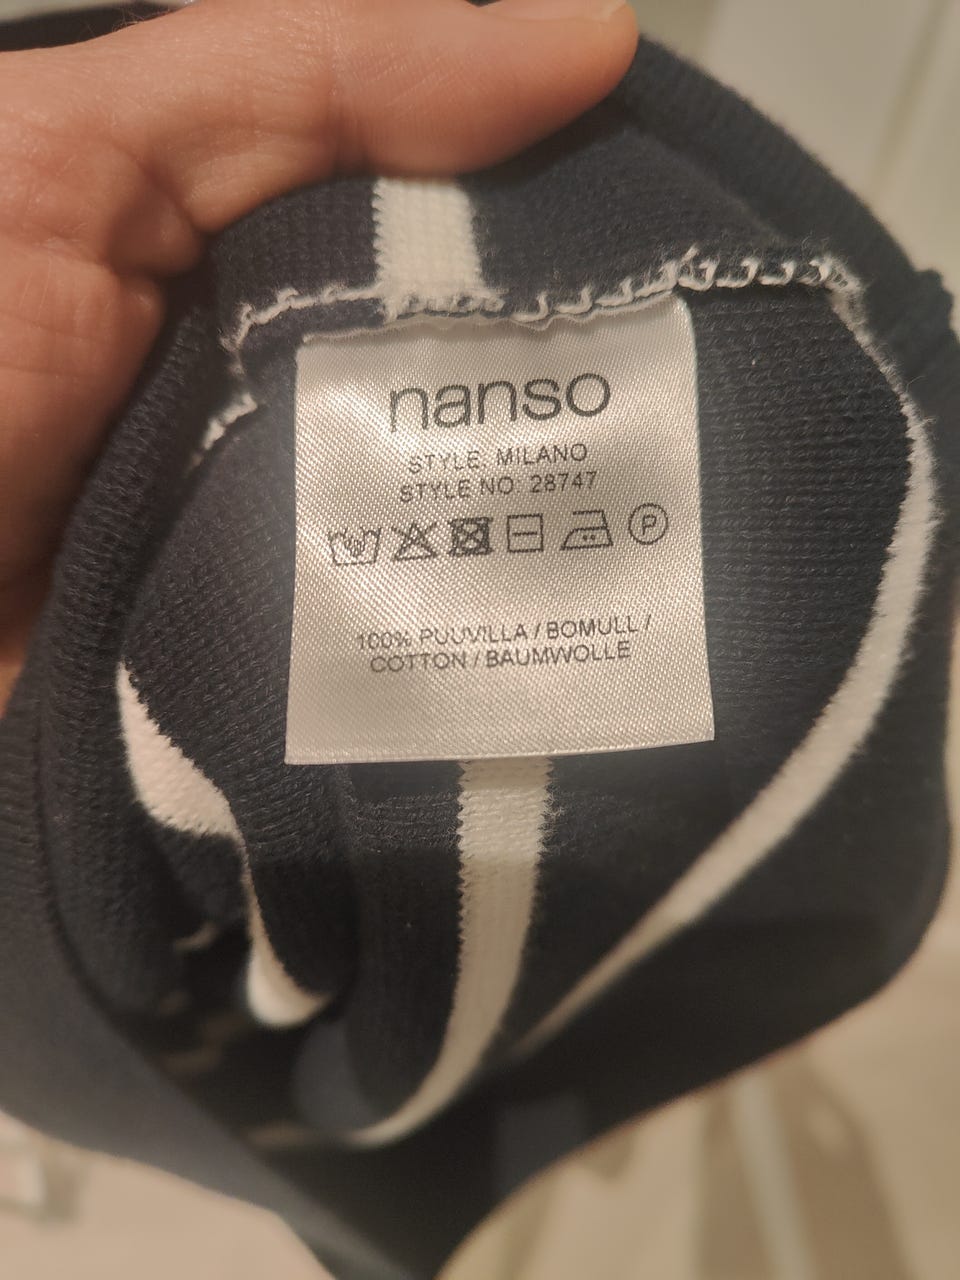 nanso
STYLE: MILANO
STYLE NO: 28747
P
100% PUUVILLA / BOMULL /
COTTON / BAUMWOLLE